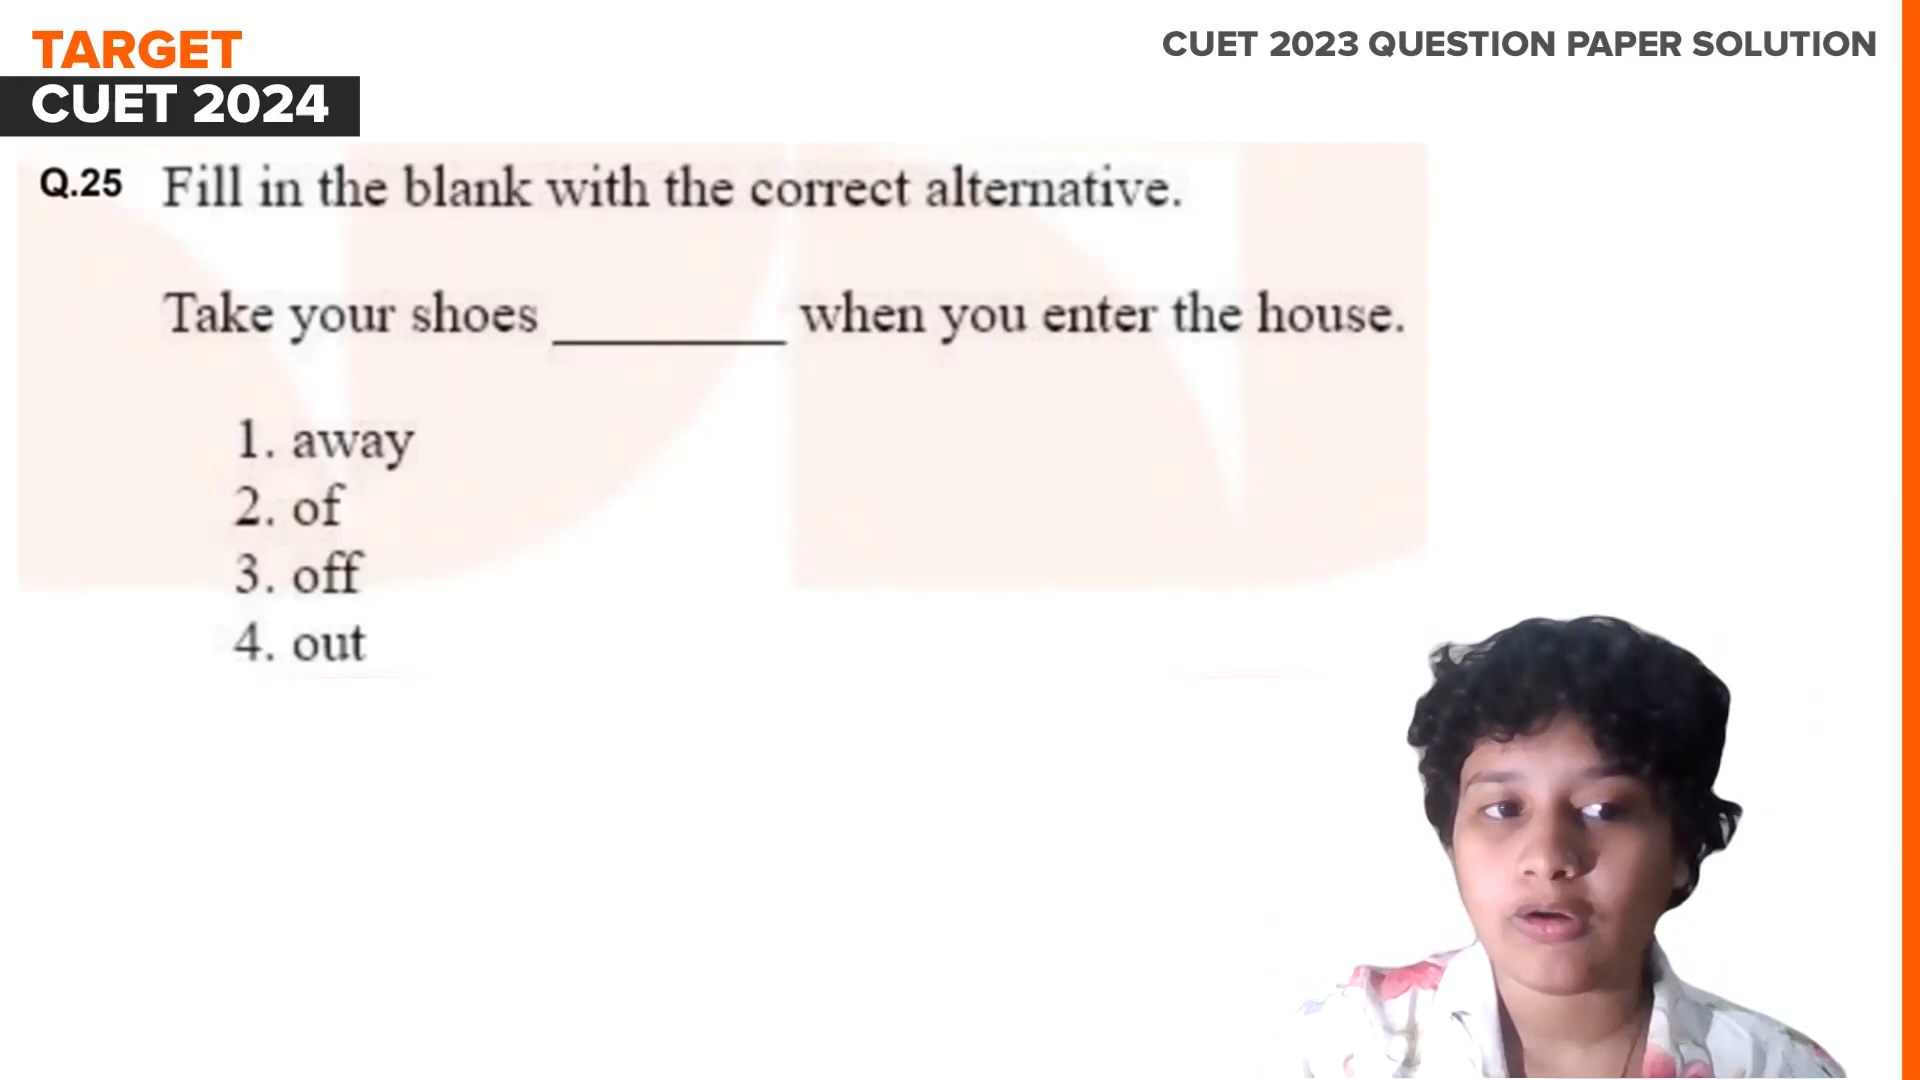 TARGET
CUET 2024
CUET 2023 QUESTION PAPER SOLUTION
Q.25 Fill in the blank with the correct alternative.
Take your shoes _________ when you enter the house.
1. away
2. of
3. off
4. out